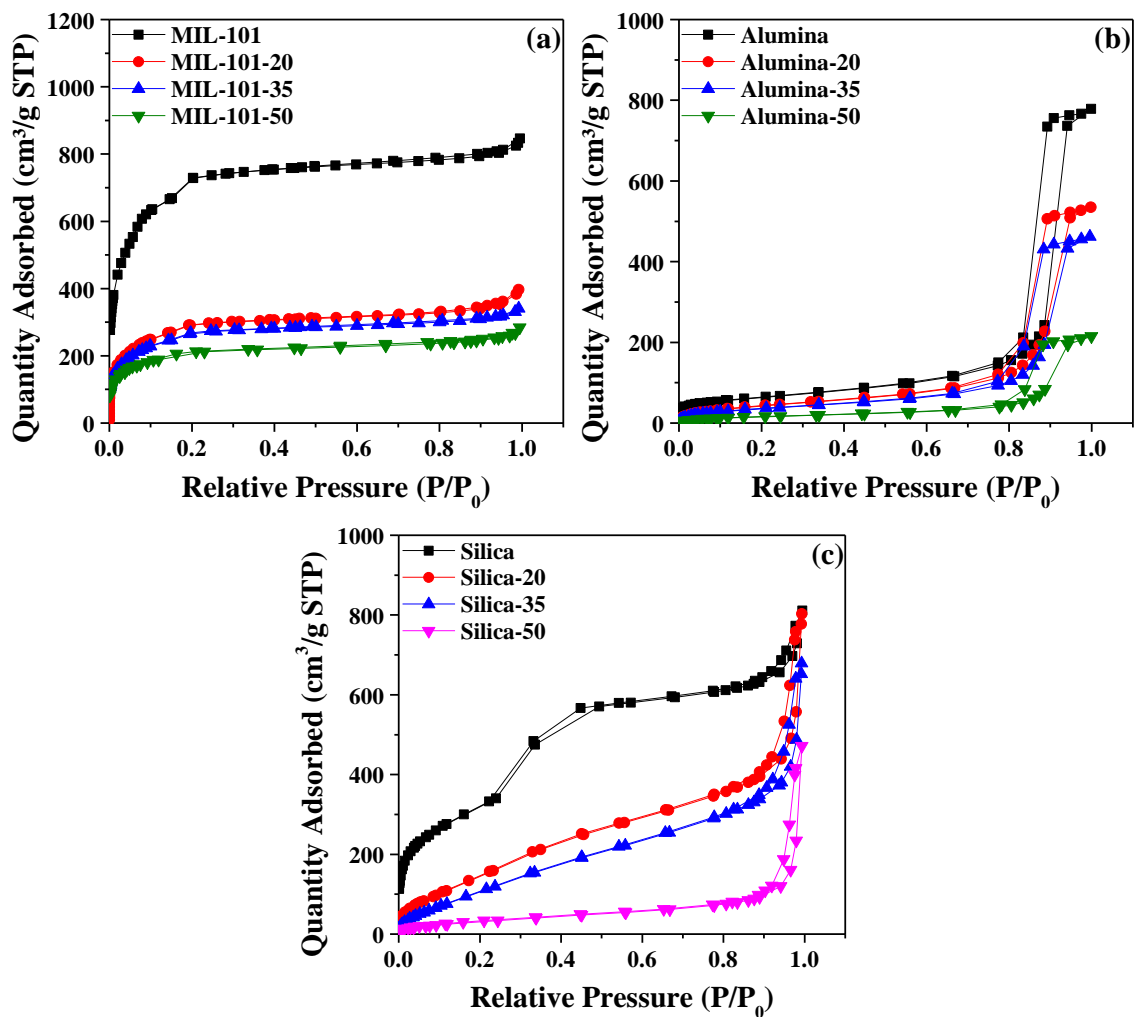 (a)
MIL-101
MIL-101-20
MIL-101-35
MIL-101-50
Quantity Adsorbed (cm³/g STP)
1200
1000
800
600
400
200
0
0.0 0.2 0.4 0.6 0.8 1.0
Relative Pressure (P/P₀)
(b)
Alumina
Alumina-20
Alumina-35
Alumina-50
Quantity Adsorbed (cm³/g STP)
1000
800
600
400
200
0
0.0 0.2 0.4 0.6 0.8 1.0
Relative Pressure (P/P₀)
(c)
Silica
Silica-20
Silica-35
Silica-50
Quantity Adsorbed (cm³/g STP)
1000
800
600
400
200
0
0.0 0.2 0.4 0.6 0.8 1.0
Relative Pressure (P/P₀)